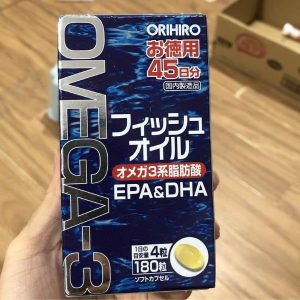 OMEGA-3
ORIHIRO
お徳用
45日分
国内製造品
フィッシュ
オイル
オメガ3系脂肪酸
EPA&DHA
1日の
目安量 4粒
180粒
ソフトカプセル